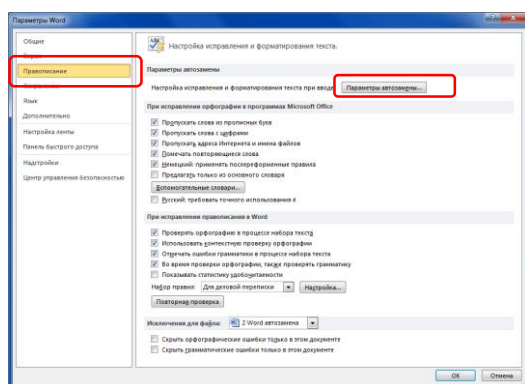 Параметры Word
Общие
Экран
Правописание
Сохранение
Язык
Дополнительно
Настройка ленты
Панель быстрого доступа
Надстройки
Центр управления безопасностью
ABC
Настройка исправления и форматирования текста.
Параметры автозамены
Настройка исправления и форматирования текста при вводе: Параметры автозамены...
При исправлении орфографии в программах Microsoft Office
Пропускать слова из прописных букв
Пропускать слова с цифрами
Пропускать адреса Интернета и имена файлов
Помечать повторяющиеся слова
Немецкий: применять послереформенные правила
Предлагать только из основного словаря
Вспомогательные словари...
Русский: требовать точного использования ё
При исправлении правописания в Word
Проверять орфографию в процессе набора текста
Использовать контекстную проверку орфографии
Отмечать ошибки грамматики в процессе набора текста
Во время проверки орфографии, также проверять грамматику
Показывать статистику удобочитаемости
Набор правил: Для деловой переписки Настройка...
Повторная проверка
Исключения для файла: 2 Word автозамена
Скрыть орфографические ошибки только в этом документе
Скрыть грамматические ошибки только в этом документе
ОК Отмена